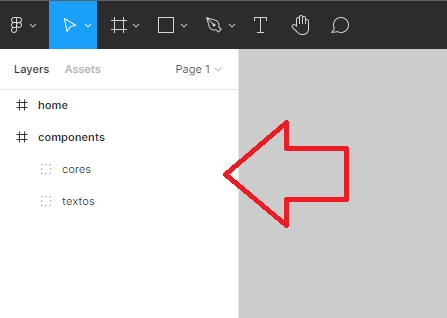 Layers Assets Page 1
home
components
cores
textos